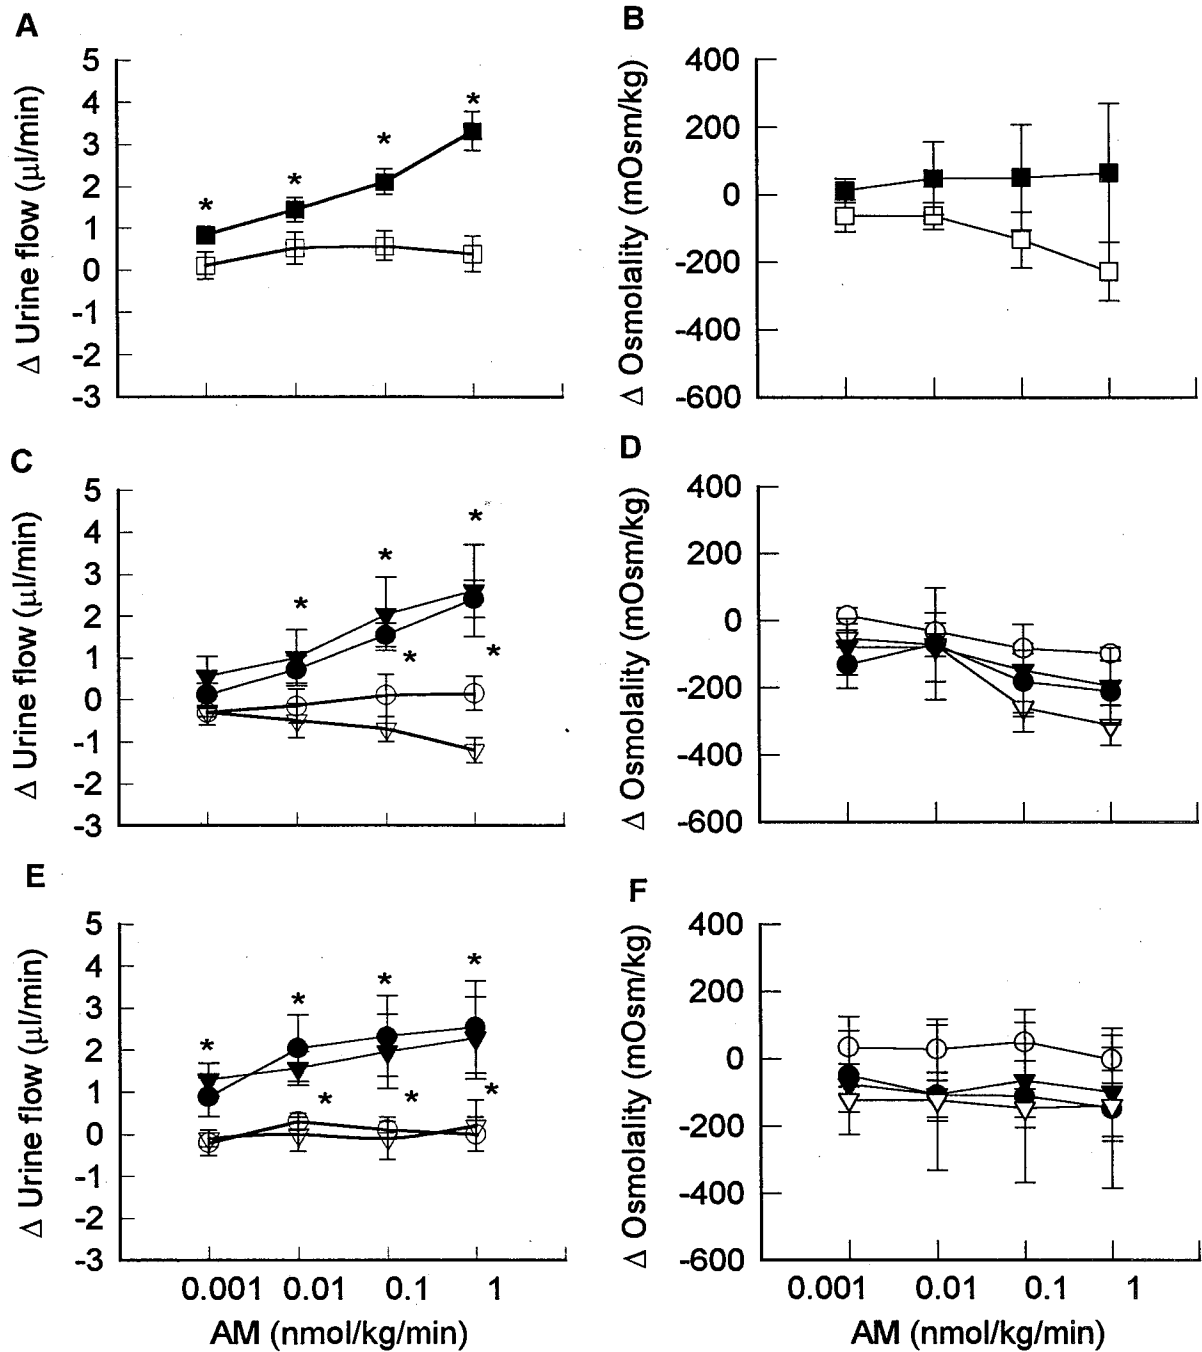 A
B
5
4
3
2
1
0
-1
-2
-3
Δ Urine flow (μl/min)
* * * *
400
200
0
-200
-400
-600
Δ Osmolality (mOsm/kg)
C
D
5
4
3
2
1
0
-1
-2
-3
Δ Urine flow (μl/min)
* * *
* *
400
200
0
-200
-400
-600
Δ Osmolality (mOsm/kg)
E
F
5
4
3
2
1
0
-1
-2
-3
Δ Urine flow (μl/min)
* * * *
* * *
400
200
0
-200
-400
-600
Δ Osmolality (mOsm/kg)
0.001 0.01 0.1 1
AM (nmol/kg/min)
0.001 0.01 0.1 1
AM (nmol/kg/min)